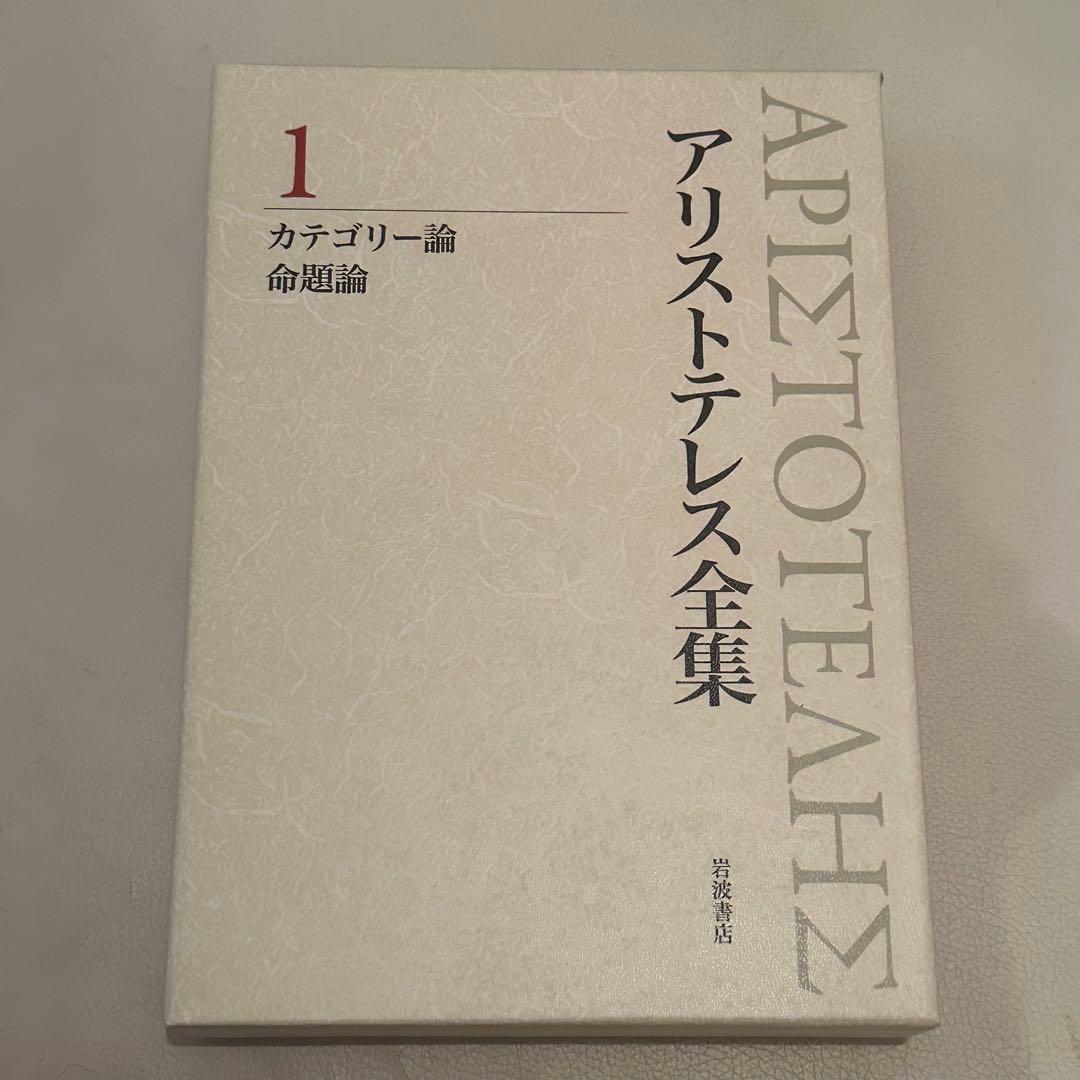 ΑΡΙΣΤΟΤΕΛΗΣ
アリストテレス全集
1
カテゴリー論
命題論
岩波書店